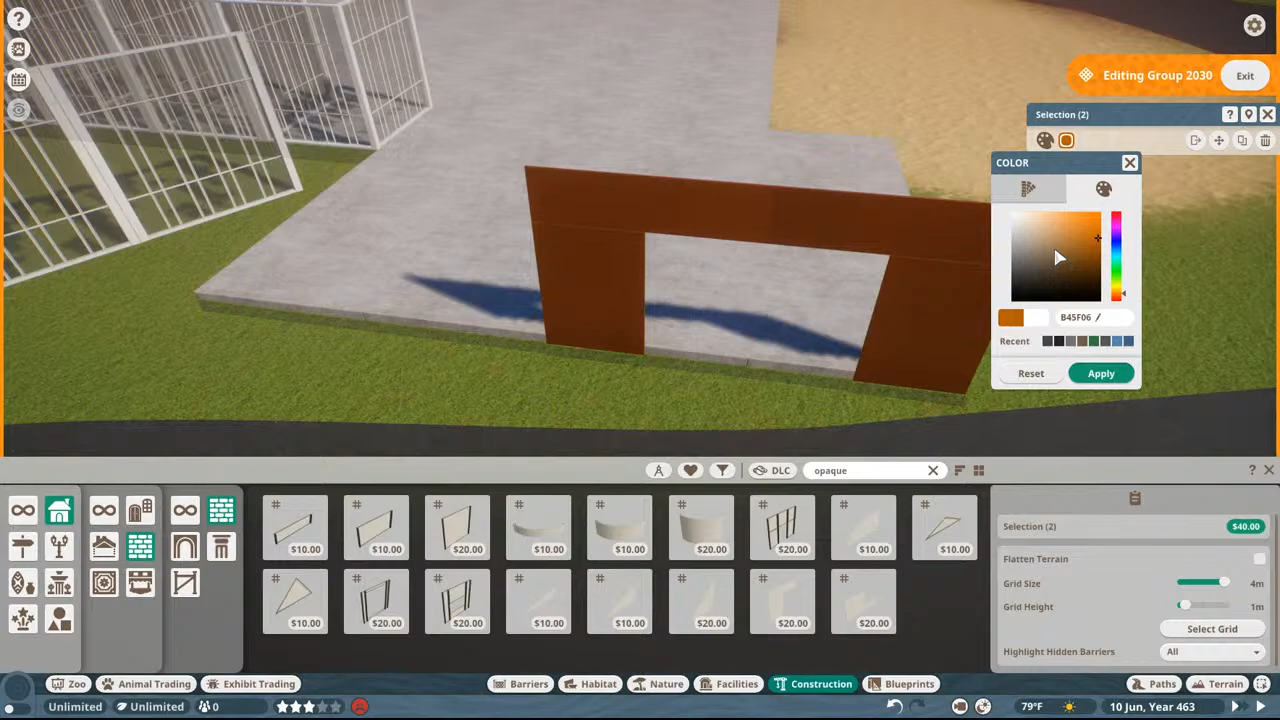 ?
Editing Group 2030
Exit
Selection (2)
?
COLOR
B45F06
Recent
Reset
Apply
DLC
opaque
?
#
$10.00
#
$10.00
#
$20.00
#
$10.00
#
$10.00
#
$20.00
#
$20.00
#
$10.00
#
$10.00
#
$10.00
#
$20.00
#
$20.00
#
$10.00
#
$10.00
#
$20.00
#
$20.00
#
$20.00
Selection (2)
$40.00
Flatten Terrain
Grid Size
4m
Grid Height
1m
Select Grid
Highlight Hidden Barriers
All
Zoo
Animal Trading
Exhibit Trading
Barriers
Habitat
Nature
Facilities
Construction
Blueprints
Paths
Terrain
Unlimited
Unlimited
0
79°F
10 Jun, Year 463